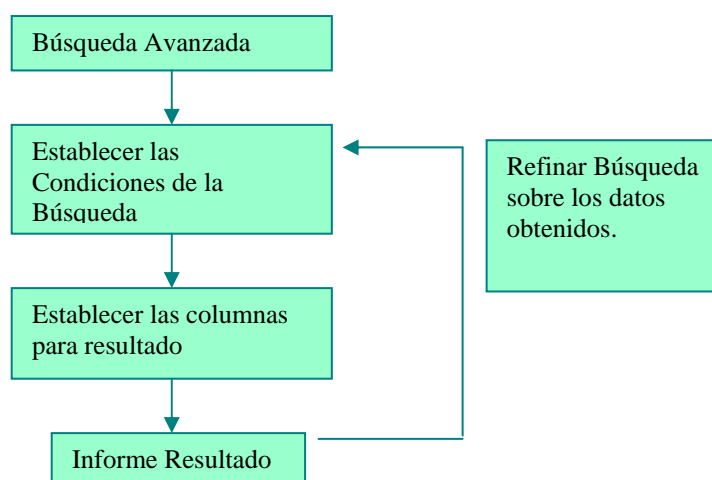 Búsqueda Avanzada
Establecer las
Condiciones de la
Búsqueda
Refinar Búsqueda
sobre los datos
obtenidos.
Establecer las columnas
para resultado
Informe Resultado